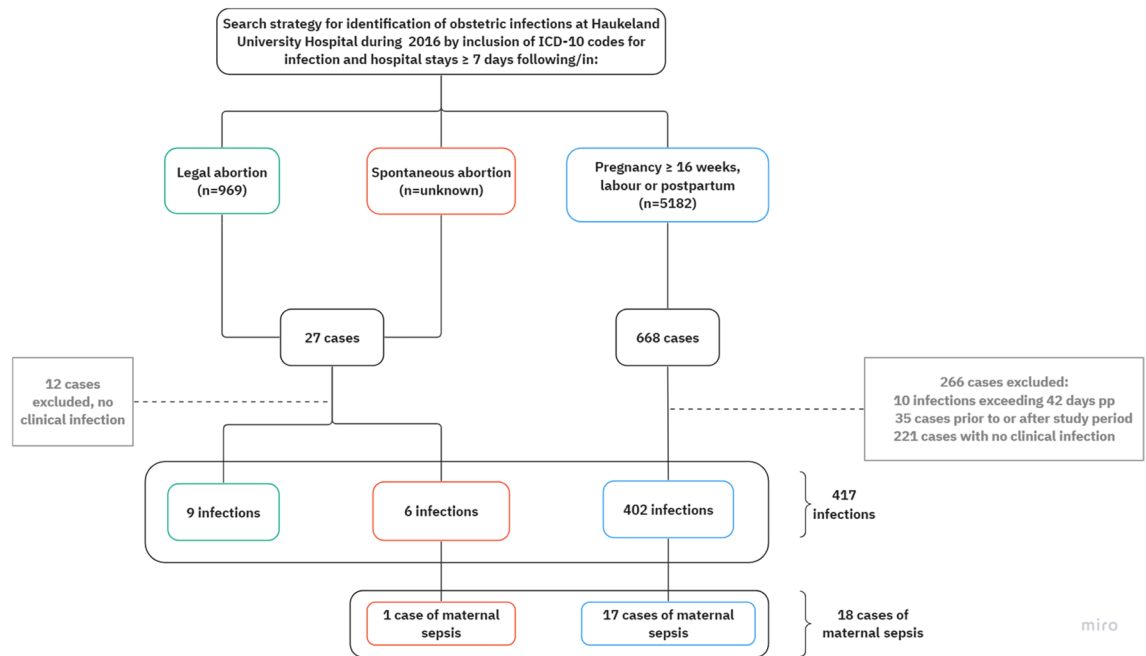 Search strategy for identification of obstetric infections at Haukeland
University Hospital during 2016 by inclusion of ICD-10 codes for
infection and hospital stays ≥ 7 days following/in:
Legal abortion
(n=969)
Spontaneous abortion
(n=unknown)
Pregnancy ≥ 16 weeks,
labour or postpartum
(n=5182)
27 cases
668 cases
12 cases
excluded, no
clinical infection
266 cases excluded:
10 infections exceeding 42 days pp
35 cases prior to or after study period
221 cases with no clinical infection
9 infections
6 infections
402 infections
417
infections
1 case of maternal
sepsis
17 cases of maternal
sepsis
18 cases of
maternal sepsis
miro